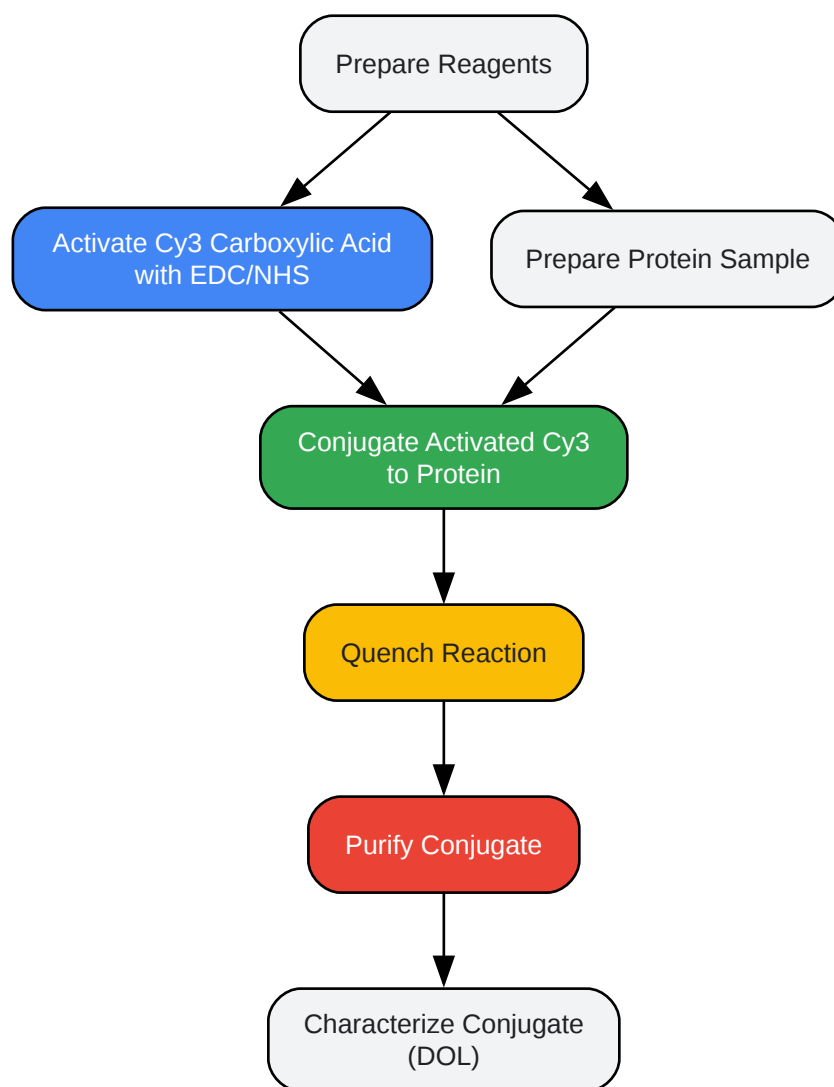 Prepare Reagents
Activate Cy3 Carboxylic Acid
with EDC/NHS
Prepare Protein Sample
Conjugate Activated Cy3
to Protein
Quench Reaction
Purify Conjugate
Characterize Conjugate
(DOL)